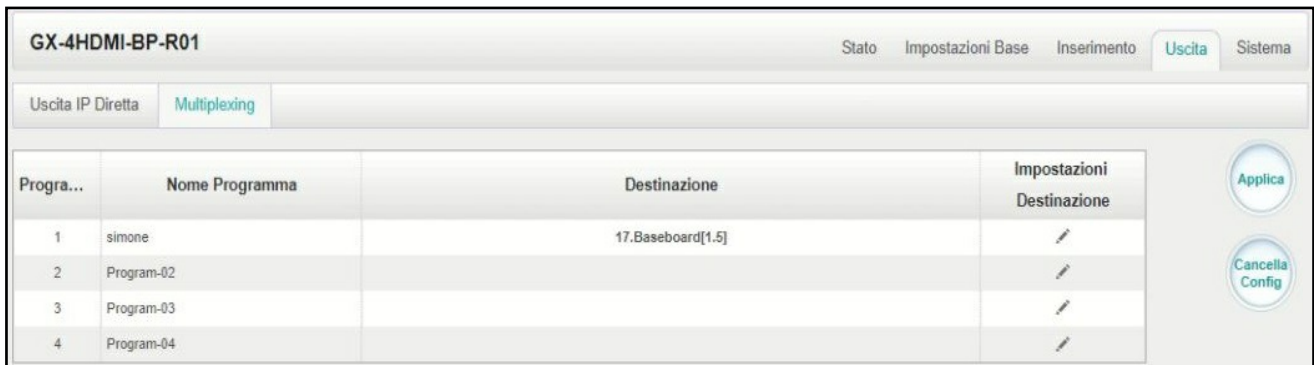 GX-4HDMI-BP-R01
Stato Impostazioni Base Inserimento Uscita Sistema
Uscita IP Diretta Multiplexing
Progra... Nome Programma Destinazione Impostazioni Destinazione
1 simone 17.Baseboard[1.5]
2 Program-02
3 Program-03
4 Program-04
Applica
Cancella
Config